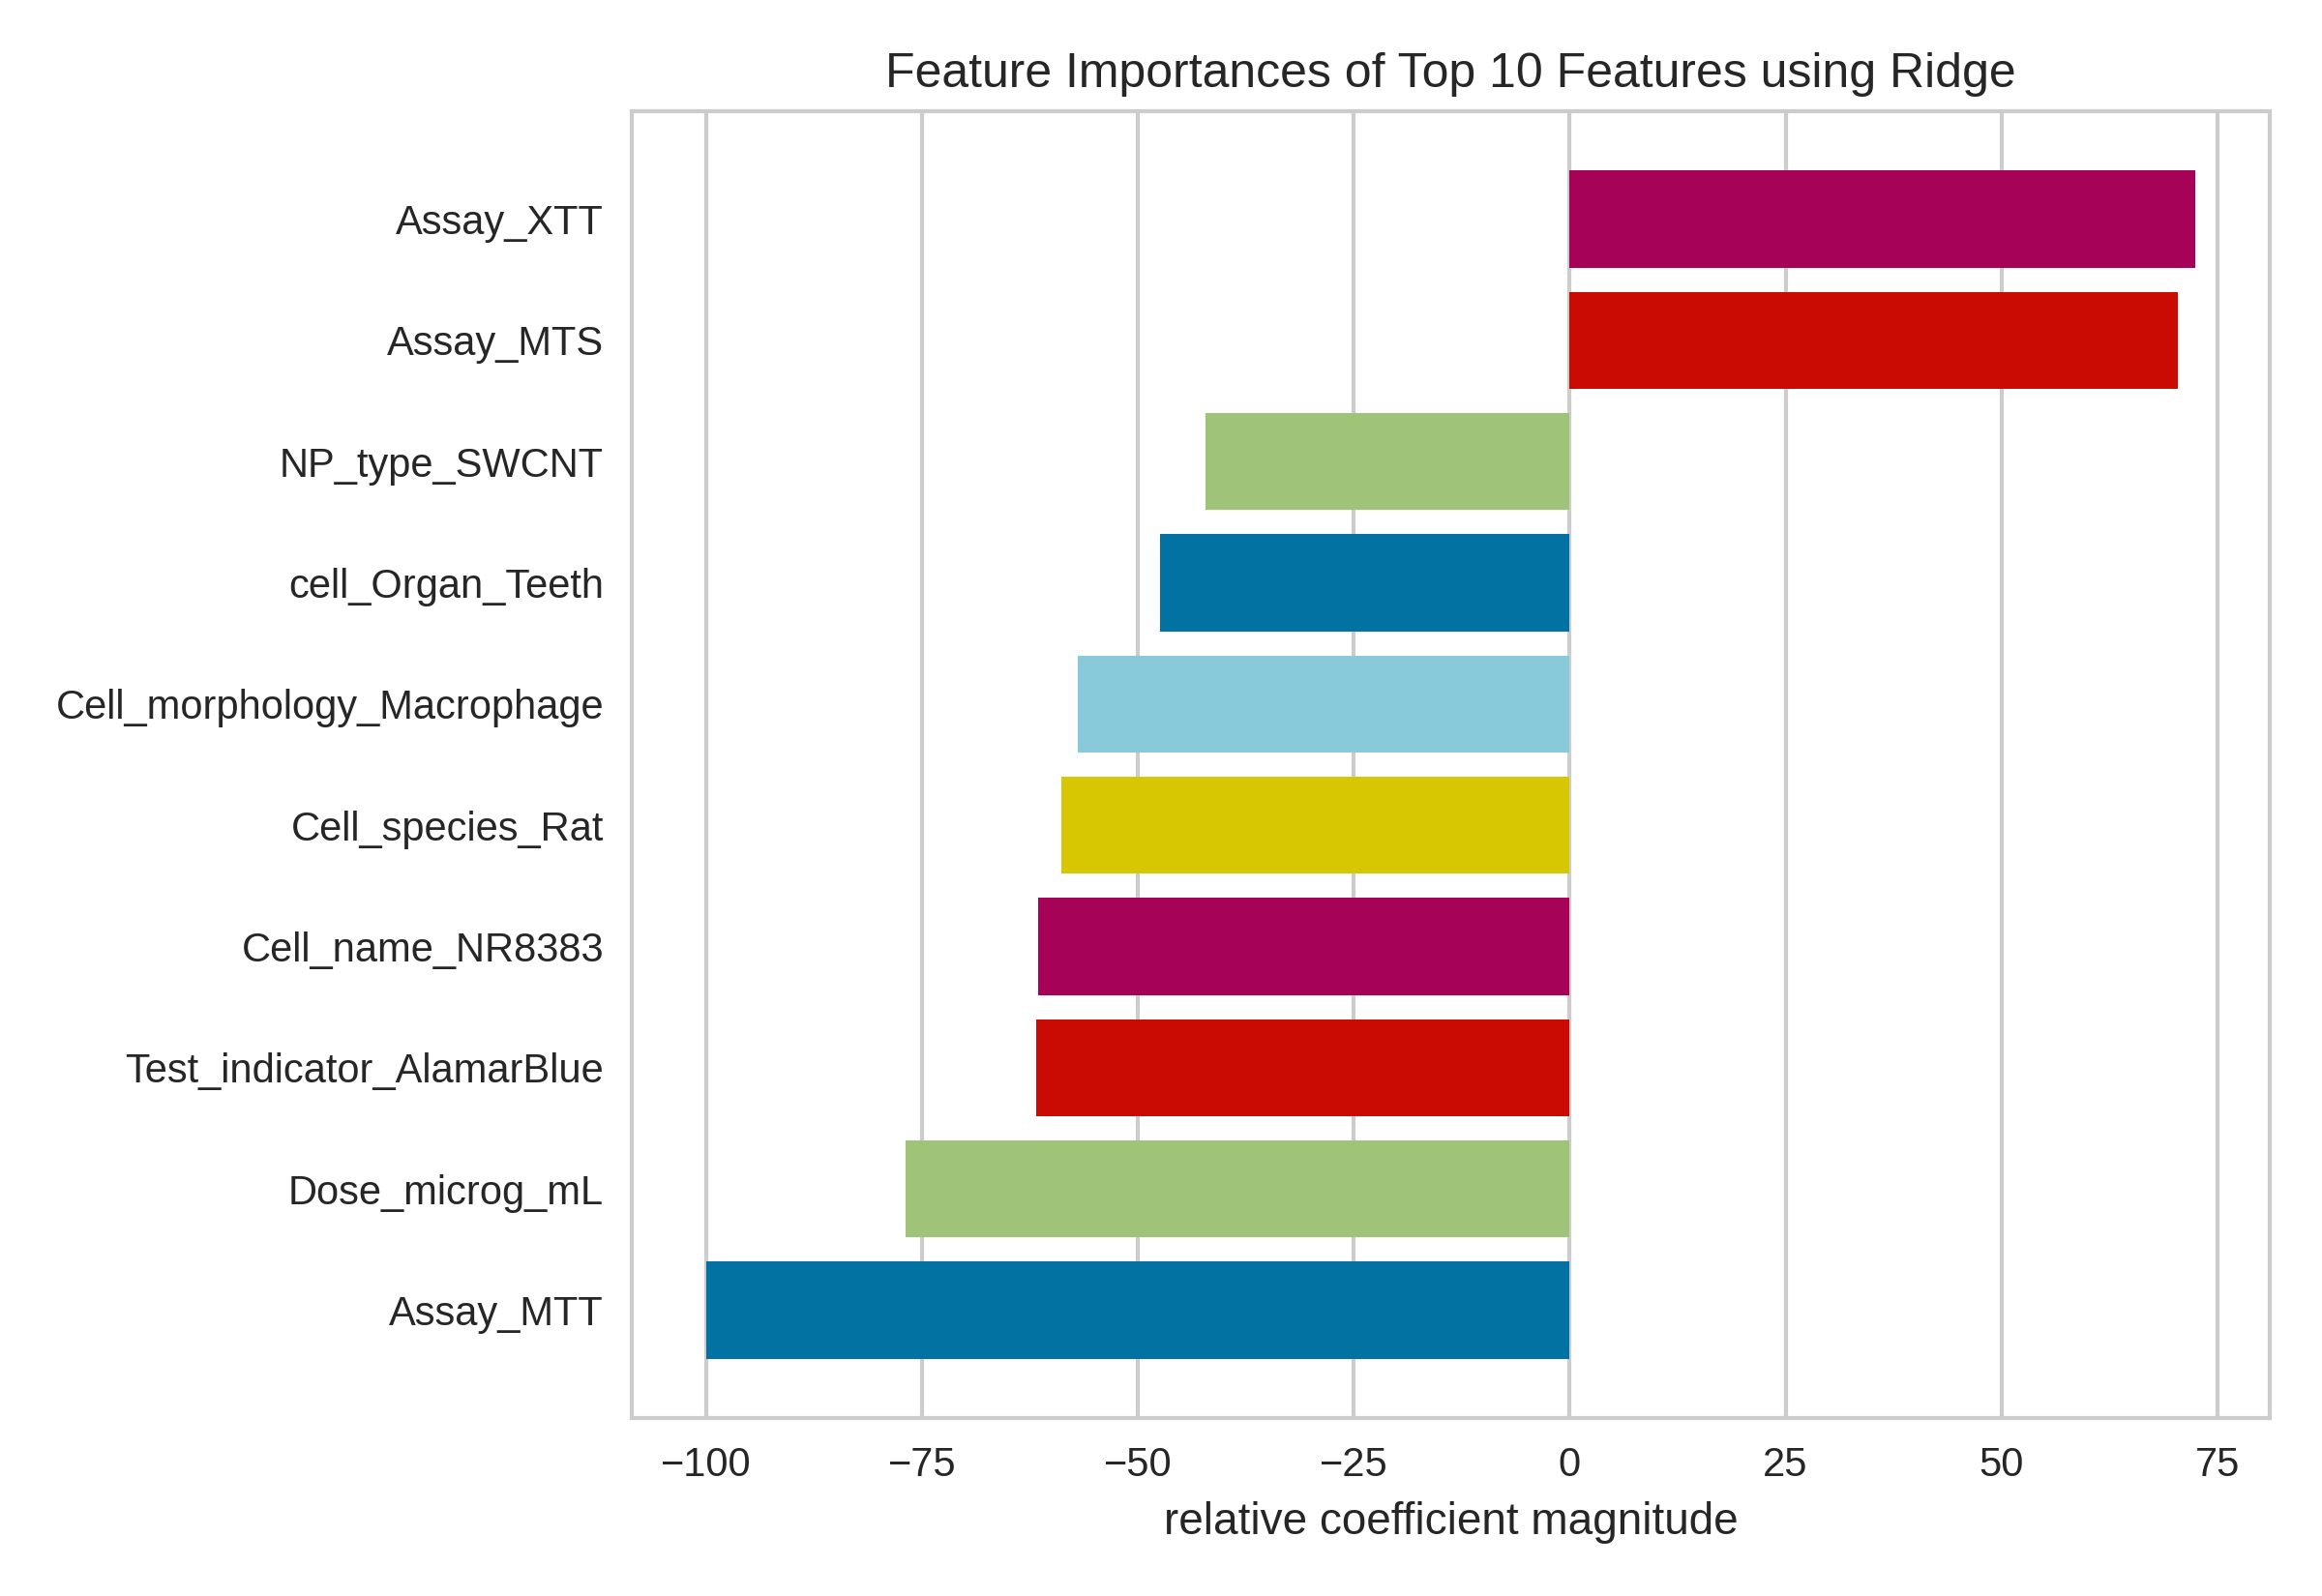 Feature Importances of Top 10 Features using Ridge
Assay_XTT
Assay_MTS
NP_type_SWCNT
cell_Organ_Teeth
Cell_morphology_Macrophage
Cell_species_Rat
Cell_name_NR8383
Test_indicator_AlamarBlue
Dose_microg_mL
Assay_MTT
−100 −75 −50 −25 0 25 50 75
relative coefficient magnitude